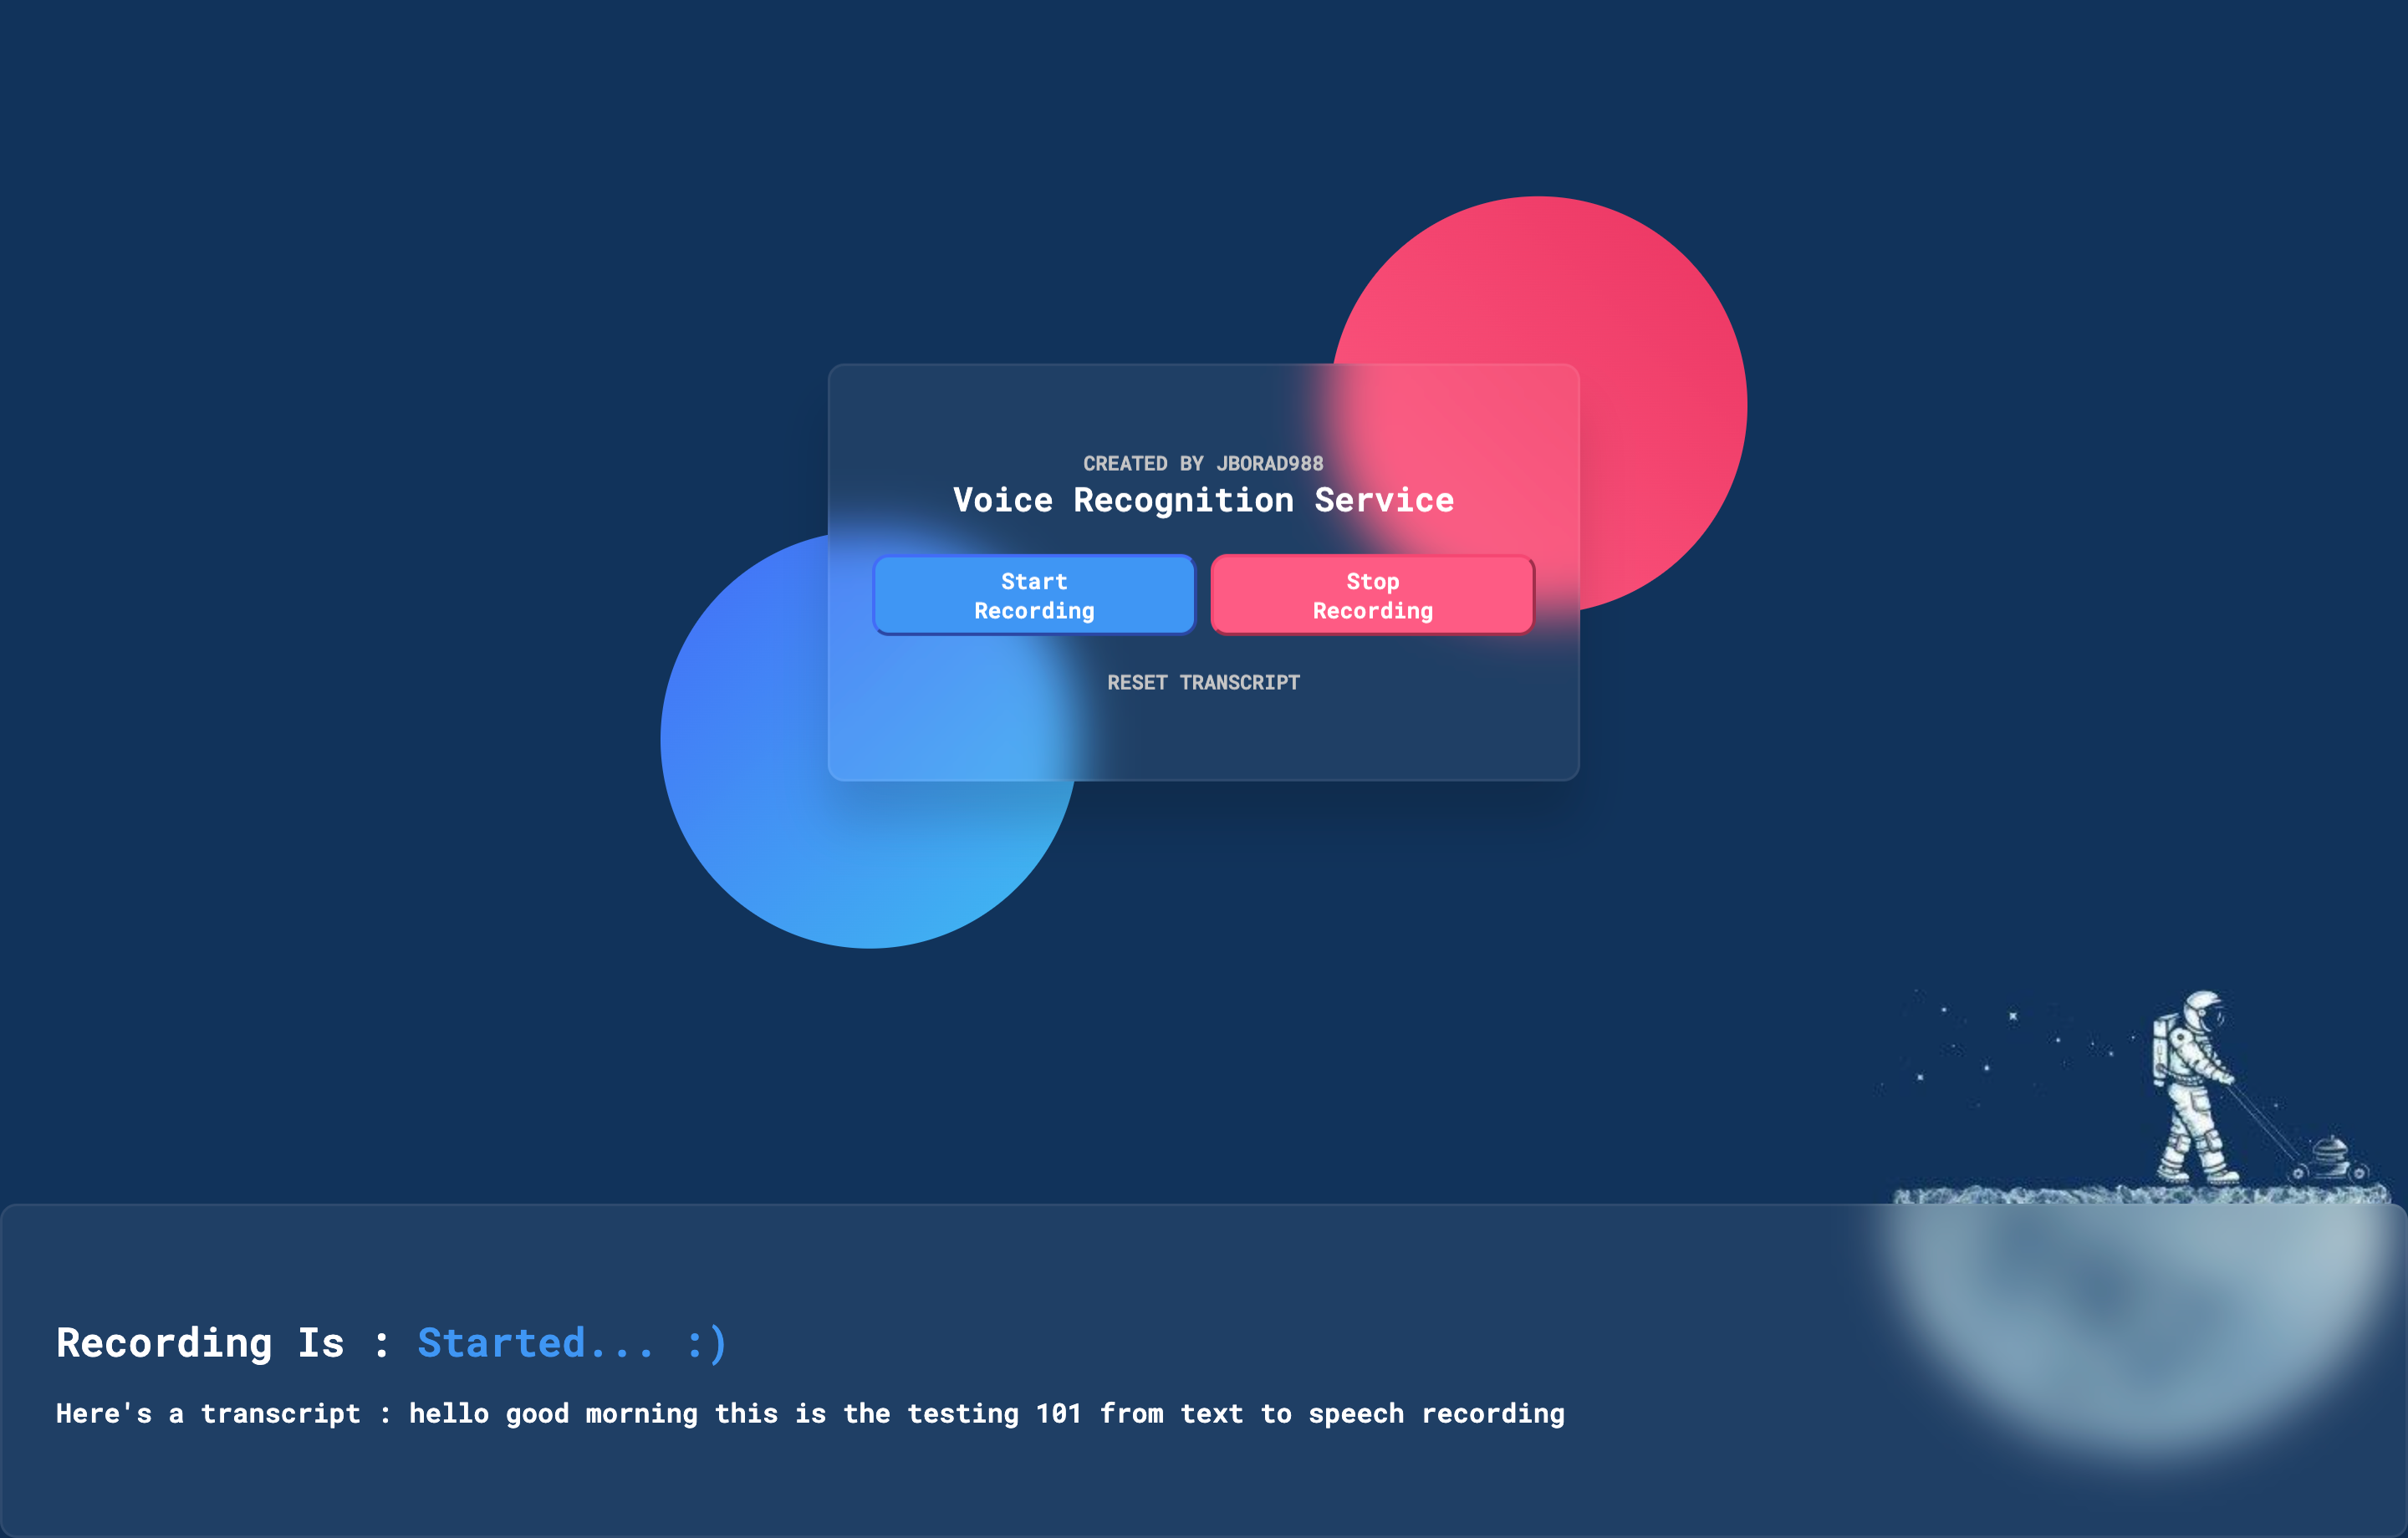 CREATED BY JBORAD988
Voice Recognition Service
Start
Recording
Stop
Recording
RESET TRANSCRIPT
Recording Is : Started... :)
Here's a transcript : hello good morning this is the testing 101 from text to speech recording